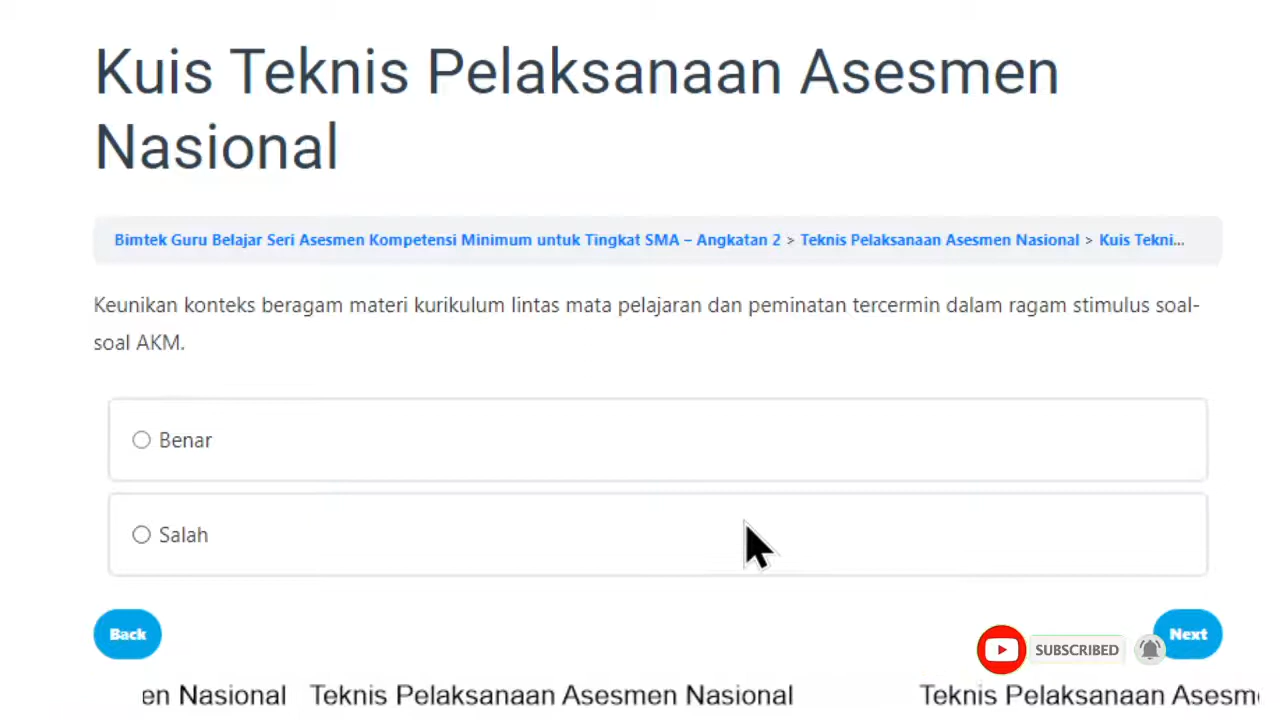 Kuis Teknis Pelaksanaan Asesmen
Nasional
Bimtek Guru Belajar Seri Asesmen Kompetensi Minimum untuk Tingkat SMA – Angkatan 2 > Teknis Pelaksanaan Asesmen Nasional > Kuis Tekni...
Keunikan konteks beragam materi kurikulum lintas mata pelajaran dan peminatan tercermin dalam ragam stimulus soal-
soal AKM.
Benar
Salah
Back
Next
SUBSCRIBED
en Nasional Teknis Pelaksanaan Asesmen Nasional Teknis Pelaksanaan Asesm